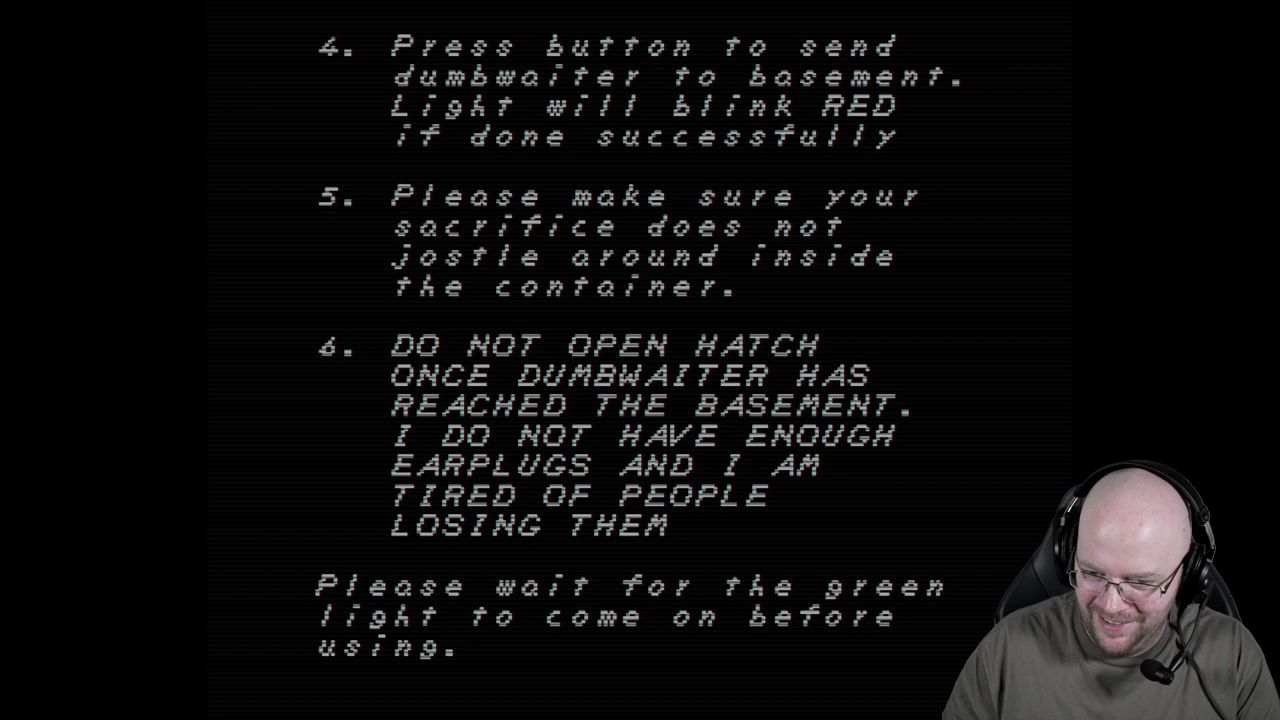 4. Press button to send
dumbwaiter to basement.
Light will blink RED
if done successfully
5. Please make sure your
sacrifice does not
jostle around inside
the container.
6. DO NOT OPEN HATCH
ONCE DUMBWAITER HAS
REACHED THE BASEMENT.
I DO NOT HAVE ENOUGH
EARPLUGS AND I AM
TIRED OF PEOPLE
LOSING THEM
Please wait for the green
light to come on before
using.